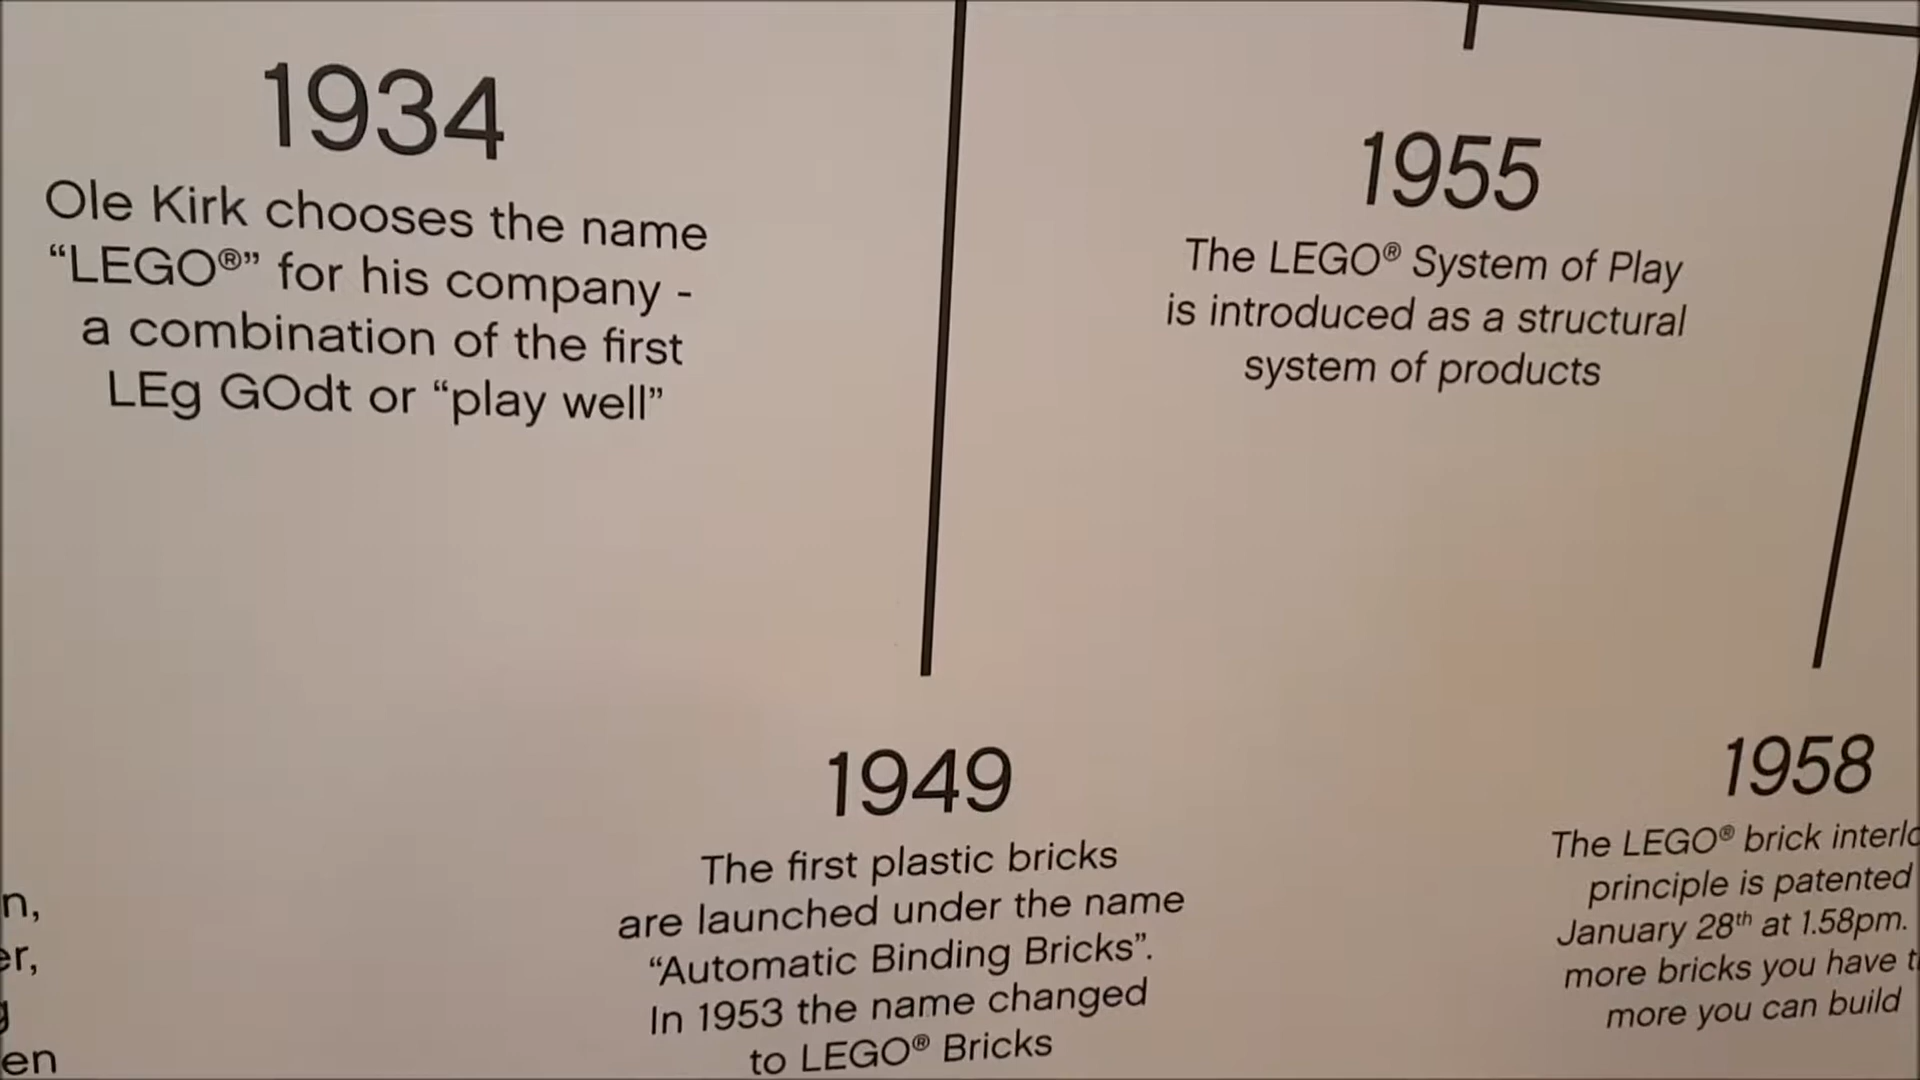 1934
Ole Kirk chooses the name
“LEGO®” for his company -
a combination of the first
LEg GOdt or “play well”
1955
The LEGO® System of Play
is introduced as a structural
system of products
1949
The first plastic bricks
are launched under the name
“Automatic Binding Bricks”.
In 1953 the name changed
to LEGO® Bricks
1958
The LEGO® brick
principle is patented
January 28th at 1.58pm.
more bricks you have
more you can build